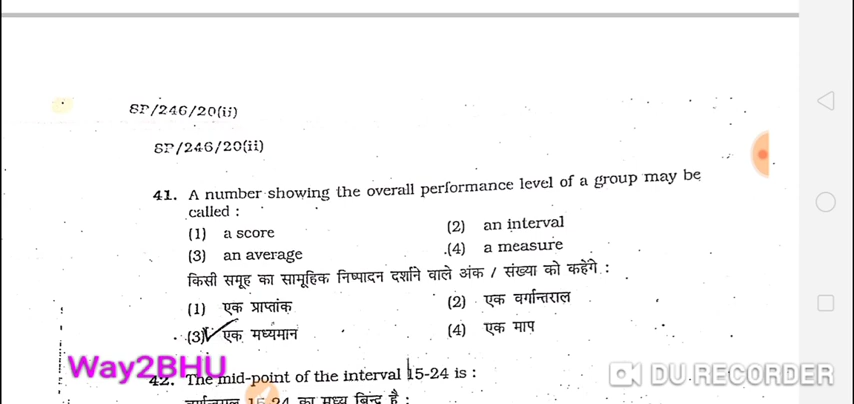 SP/246/20(ii)
SP/246/20(ii)
41. A number showing the overall performance level of a group may be
called :
(1) a score (2) an interval
(3) an average (4) a measure
किसी समूह का सामूहिक निष्पादन दर्शाने वाले अंक / संख्या को कहेंगे :
(1) एक प्राप्तांक (2) एक वर्गान्तराल
(3) एक मध्यमान (4) एक माप
Way2BHU
DU RECORDER
42. The mid-point of the interval 15-24 is :
15-24 का मध्य बिन्दु है :